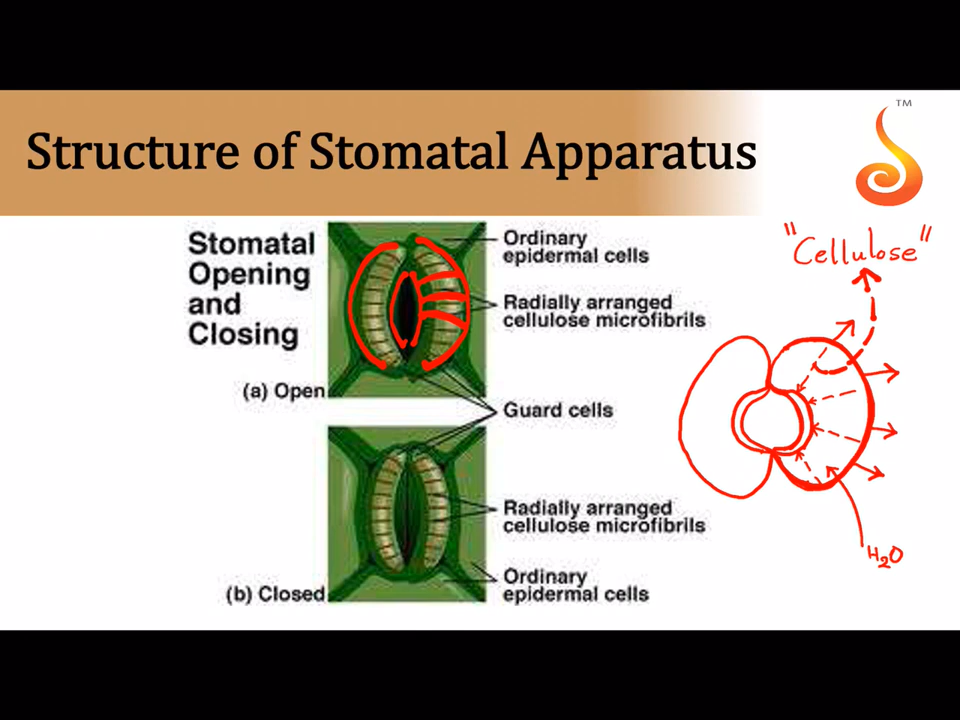 TM
Structure of Stomatal Apparatus
Stomatal
Opening
and
Closing
(a) Open
Ordinary
epidermal cells
Radially arranged
cellulose microfibrils
Guard cells
Radially arranged
cellulose microfibrils
(b) Closed
Ordinary
epidermal cells
"Cellulose"
H₂O